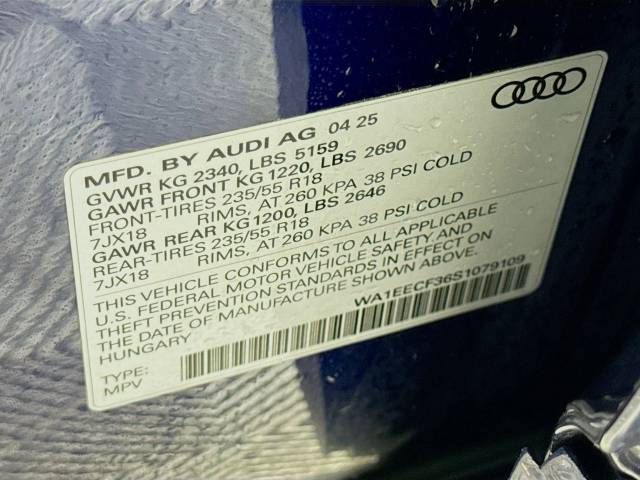 MFD. BY AUDI AG 04 25
GVWR KG 2340, LBS 5159
GAWR FRONT KG 1220, LBS 2690
FRONT-TIRES 235/55 R18
7JX18 RIMS, AT 260 KPA 38 PSI COLD
GAWR REAR KG1200, LBS 2646
REAR-TIRES 235/55 R18
7JX18 RIMS, AT 260 KPA 38 PSI COLD
THIS VEHICLE CONFORMS TO ALL APPLICABLE
U.S. FEDERAL MOTOR VEHICLE SAFETY AND
THEFT PREVENTION STANDARDS IN EFFECT ON
THE DATE OF MANUFACTURE SHOWN ABOVE.
HUNGARY WA1EECF36S1079109
TYPE:
MPV